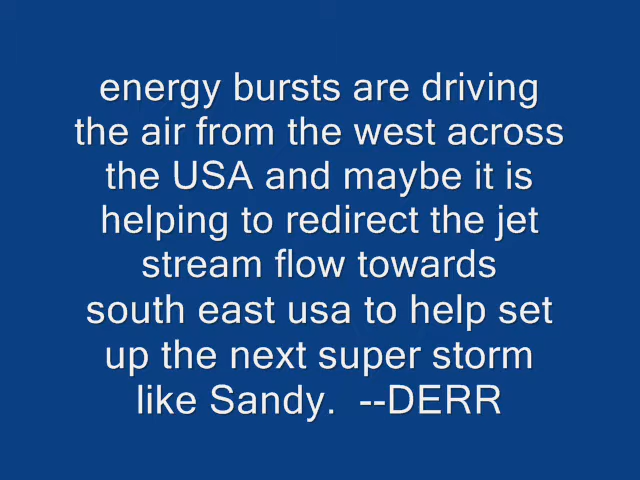 energy bursts are driving
the air from the west across
the USA and maybe it is
helping to redirect the jet
stream flow towards
south east usa to help set
up the next super storm
like Sandy.  --DERR